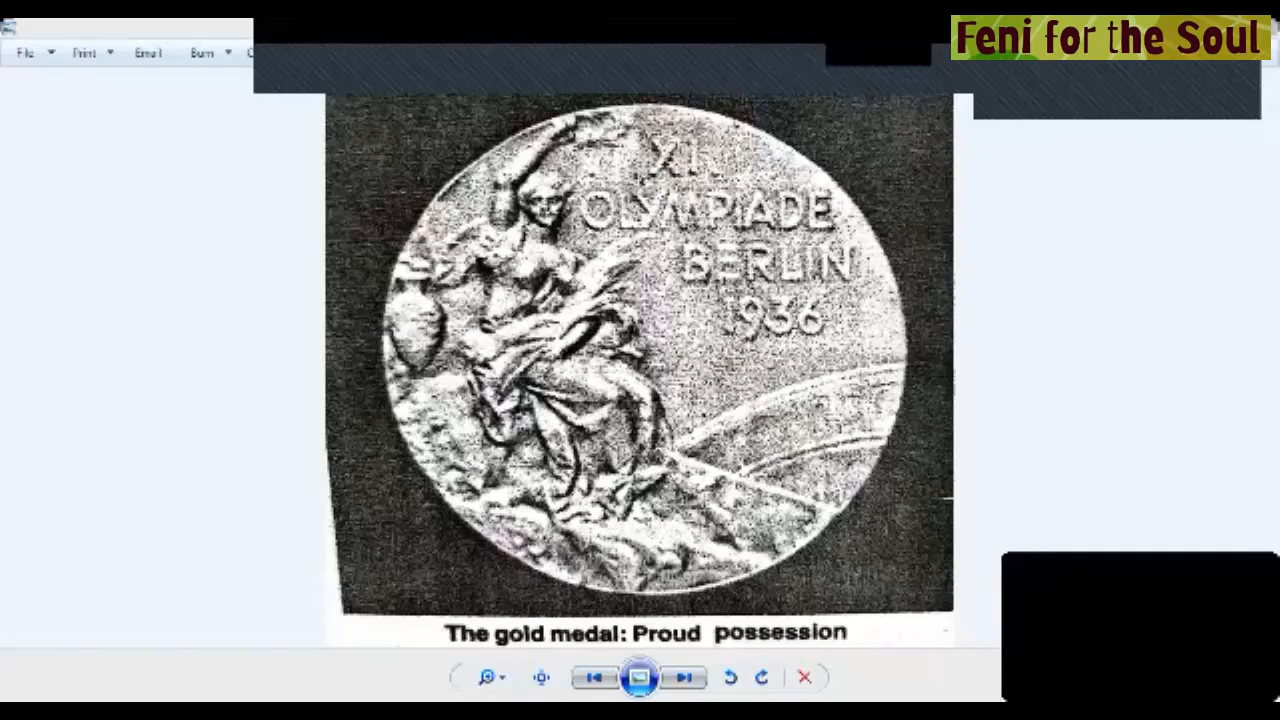 Feni for the Soul
File Print Email Burn
XI
OLYMPIADE
BERLIN
1936
The gold medal: Proud possession